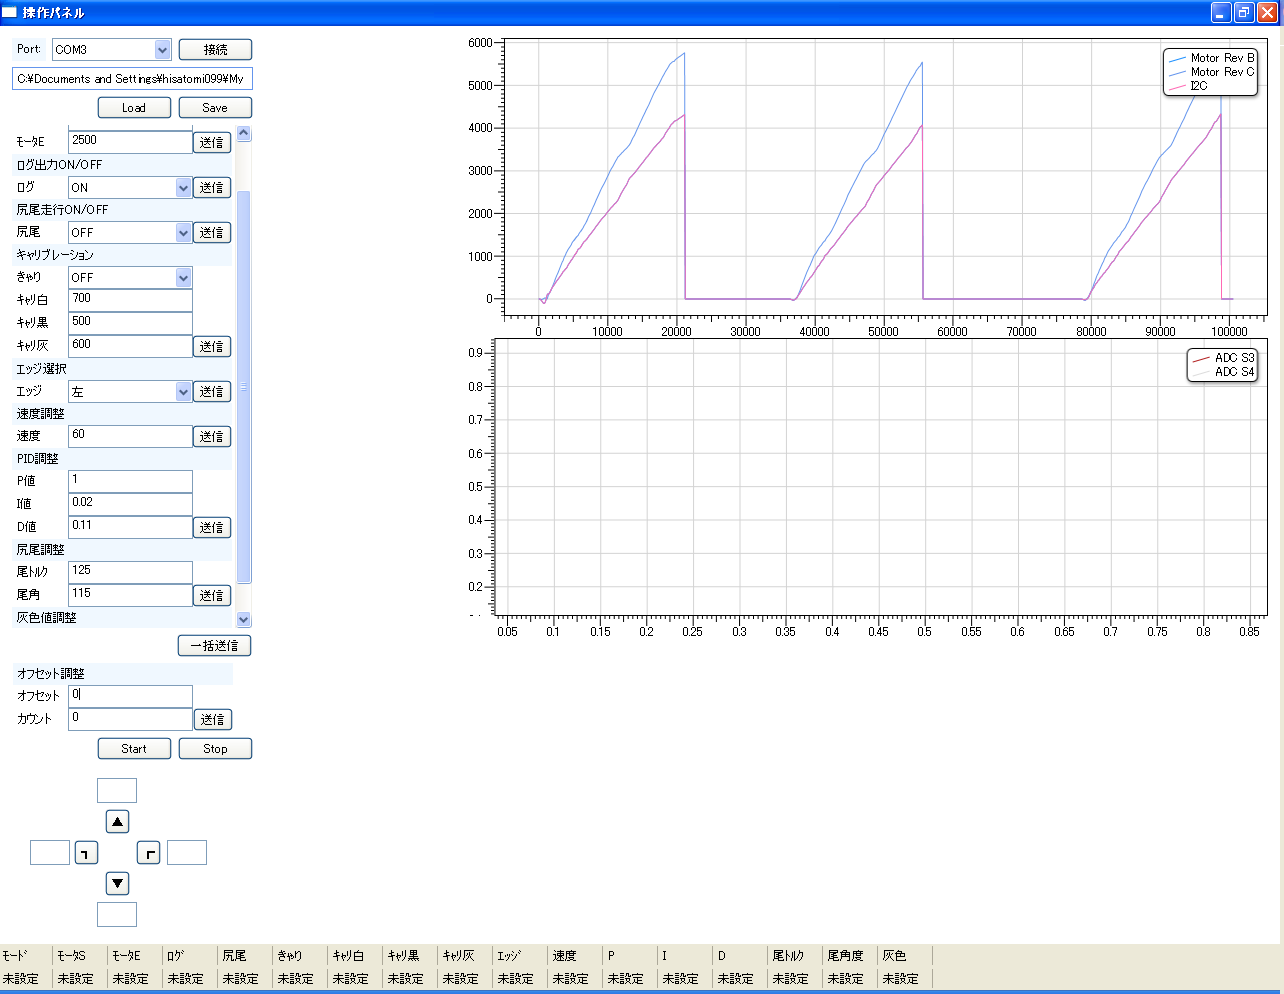 操作パネル
Port: COM3 接続
C:¥Documents and Settings¥hisatomi099¥My
Load Save
ﾓｰﾀE 2500 送信
ログ出力ON/OFF
ログ ON 送信
尻尾走行ON/OFF
尻尾 OFF 送信
キャリブレーション
きゃり OFF
ｷｬﾘ白 700
ｷｬﾘ黒 500
ｷｬﾘ灰 600 送信
エッジ選択
エッジ 左 送信
速度調整
速度 60 送信
PID調整
P値 1
I値 0.02
D値 0.11 送信
尻尾調整
尾ﾄﾙｸ 125
尾角 115 送信
灰色値調整
一括送信
オフセット調整
オフセット 0
カウント 0 送信
Start Stop
6000
5000
4000
3000
2000
1000
0
0 10000 20000 30000 40000 50000 60000 70000 80000 90000 100000
Motor Rev B
Motor Rev C
I2C
0.9
0.8
0.7
0.6
0.5
0.4
0.3
0.2
0.05 0.1 0.15 0.2 0.25 0.3 0.35 0.4 0.45 0.5 0.55 0.6 0.65 0.7 0.75 0.8 0.85
ADC S3
ADC S4
ﾓｰﾄﾞ ﾓｰﾀS ﾓｰﾀE ﾛｸﾞ 尻尾 きゃり ｷｬﾘ白 ｷｬﾘ黒 ｷｬﾘ灰 ｴｯｼﾞ 速度 P I D 尾ﾄﾙｸ 尾角度 灰色
未設定 未設定 未設定 未設定 未設定 未設定 未設定 未設定 未設定 未設定 未設定 未設定 未設定 未設定 未設定 未設定 未設定